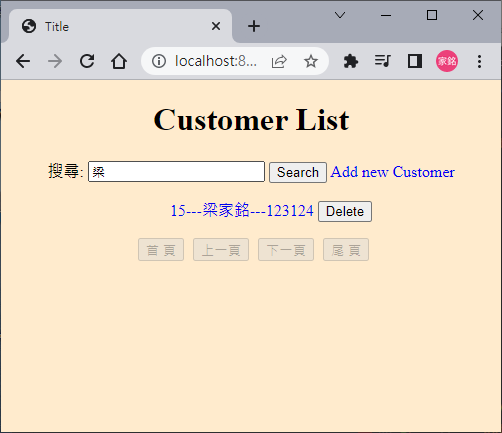 Title
localhost:8...
家銘
Customer List
搜尋: 梁 Search Add new Customer
15---梁家銘---123124 Delete
首 頁 上一頁 下一頁 尾 頁